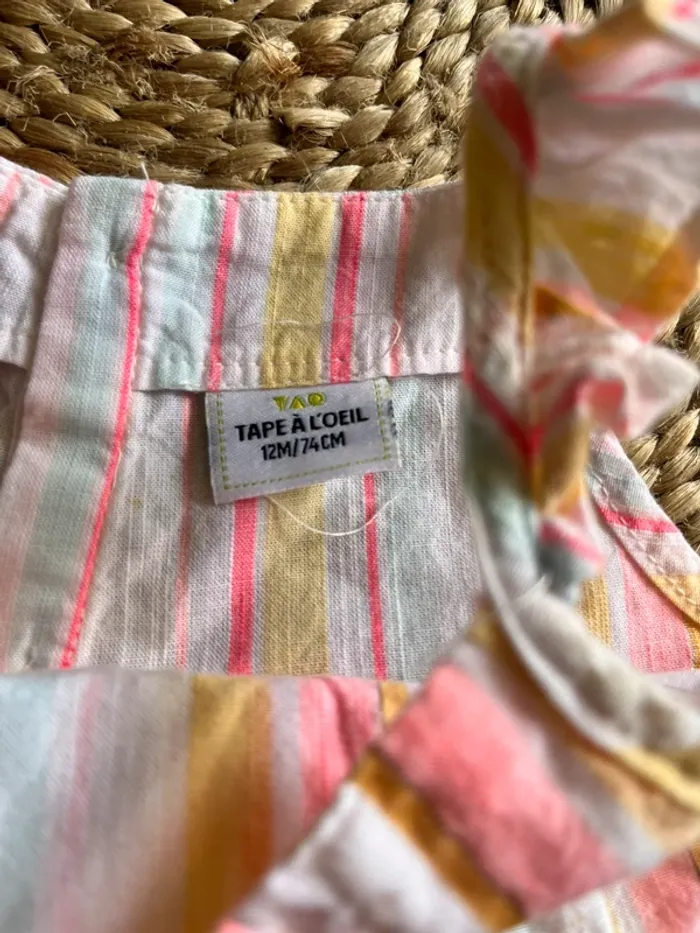 TAO
TAPE À L'OEIL
12M/74CM